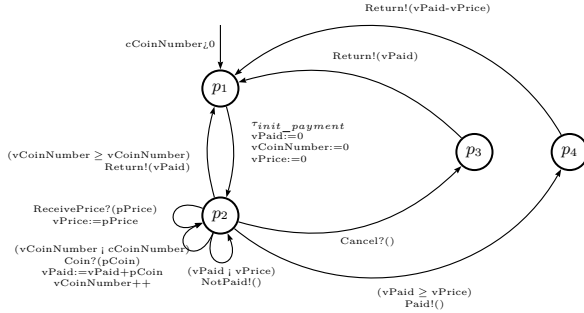 Return!(vPaid-vPrice)
cCoinNumber¿0
Return!(vPaid)
p1
τinit_payment
vPaid:=0
vCoinNumber:=0
vPrice:=0
p3
p4
(vCoinNumber ≥ vCoinNumber)
Return!(vPaid)
ReceivePrice?(pPrice)
vPrice:=pPrice
p2
Cancel?()
(vCoinNumber ¡ cCoinNumber)
Coin?(pCoin)
vPaid:=vPaid+pCoin
vCoinNumber++
(vPaid ¡ vPrice)
NotPaid!()
(vPaid ≥ vPrice)
Paid!()